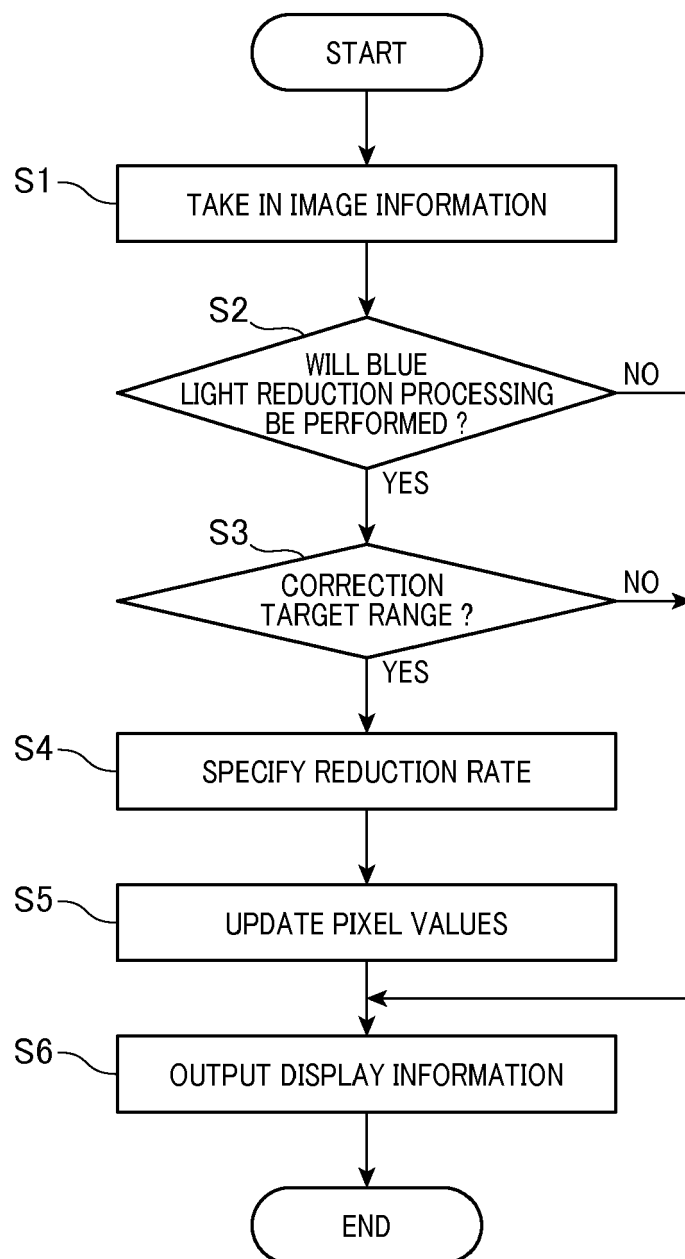 START
S1
TAKE IN IMAGE INFORMATION
S2
WILL BLUE
LIGHT REDUCTION PROCESSING
BE PERFORMED ?
NO
YES
S3
CORRECTION
TARGET RANGE ?
NO
YES
S4
SPECIFY REDUCTION RATE
S5
UPDATE PIXEL VALUES
S6
OUTPUT DISPLAY INFORMATION
END